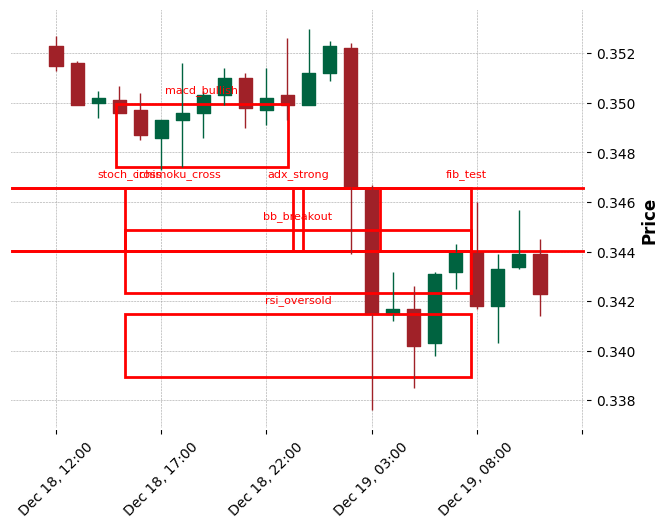 0.352
macd_bullish
0.350
0.348
stoch_cross
ichimoku_cross
adx_strong
fib_test
0.346
bb_breakout
0.344
0.342
rsi_oversold
0.340
0.338
Price
Dec 18, 12:00
Dec 18, 17:00
Dec 18, 22:00
Dec 19, 03:00
Dec 19, 08:00